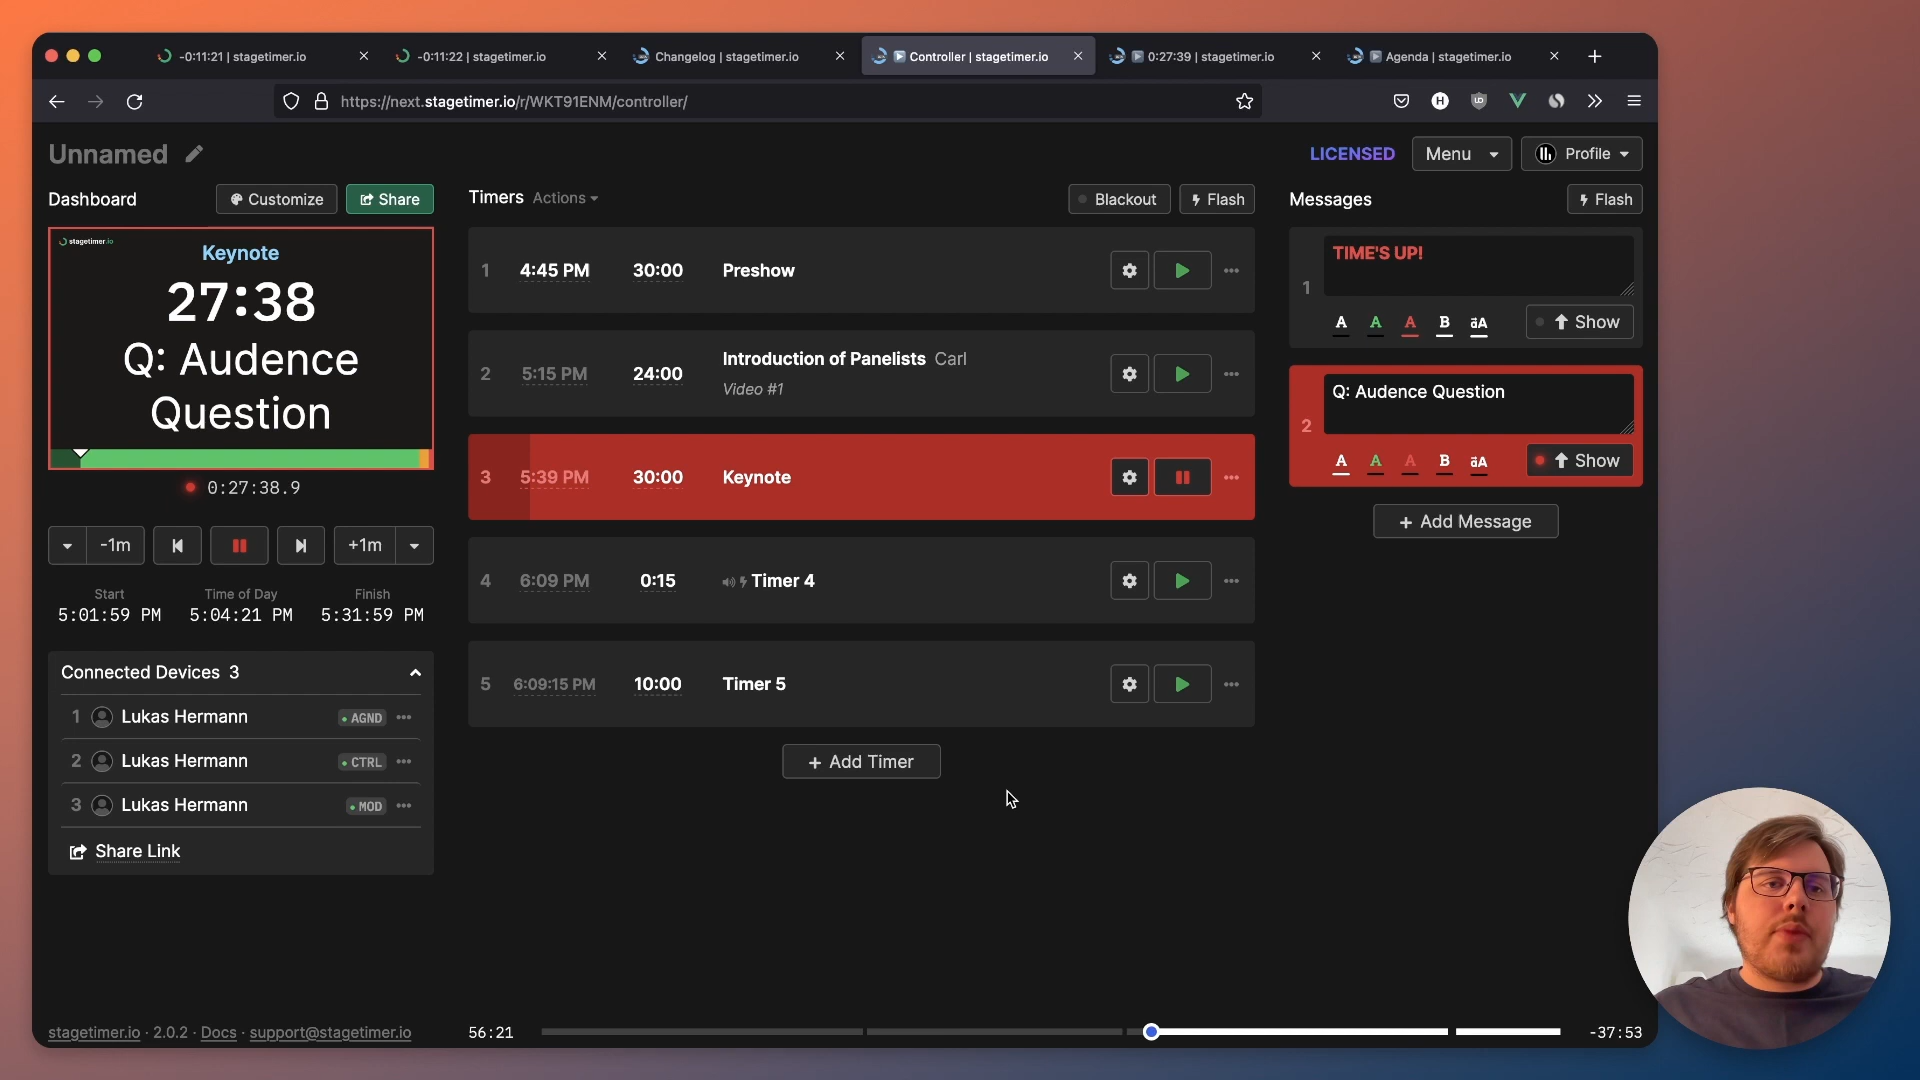 -0:11:21 | stagetimer.io
-0:11:22 | stagetimer.io
Changelog | stagetimer.io
Controller | stagetimer.io
0:27:39 | stagetimer.io
Agenda | stagetimer.io
https://next.stagetimer.io/r/WKT91ENM/controller/
Unnamed
LICENSED
Menu
Profile
Dashboard
Customize
Share
Timers
Actions
Blackout
Flash
Messages
Flash
stagetimer.io
Keynote
27:38
Q: Audence
Question
0:27:38.9
-1m
+1m
Start
5:01:59 PM
Time of Day
5:04:21 PM
Finish
5:31:59 PM
Connected Devices 3
1 Lukas Hermann AGND
2 Lukas Hermann CTRL
3 Lukas Hermann MOD
Share Link
1 4:45 PM 30:00 Preshow
2 5:15 PM 24:00 Introduction of Panelists Carl
Video #1
3 5:39 PM 30:00 Keynote
4 6:09 PM 0:15 Timer 4
5 6:09:15 PM 10:00 Timer 5
+ Add Timer
1
TIME'S UP!
A A A B aA
Show
2
Q: Audence Question
A A A B aA
Show
+ Add Message
stagetimer.io · 2.0.2 · Docs · support@stagetimer.io
56:21
-37:53